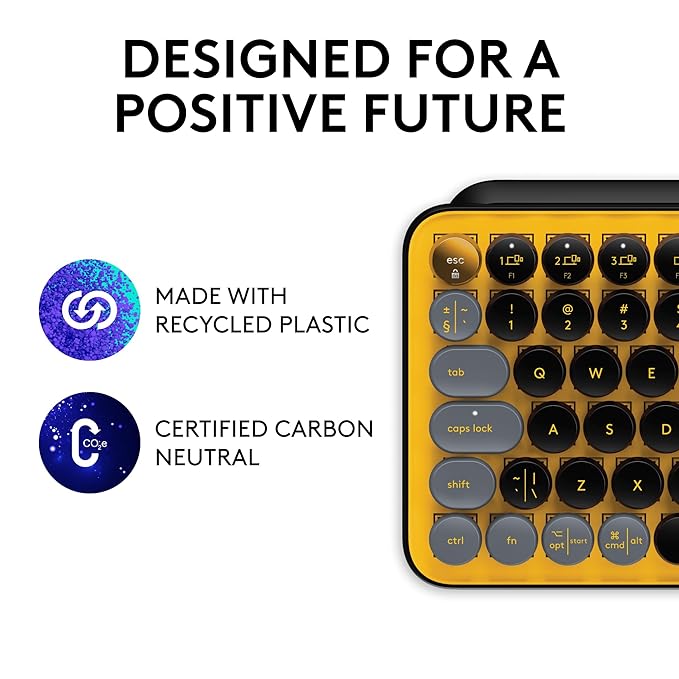 DESIGNED FOR A
POSITIVE FUTURE
MADE WITH
RECYCLED PLASTIC
CO₂e
CERTIFIED CARBON
NEUTRAL
esc 1 2 3
F1 F2 F3
± ~ ! @ #
§ ` 1 2 3
tab Q W E
caps lock A S D
shift ~ | Z X
` \
ctrl fn ⌥ ⌘
opt start cmd alt